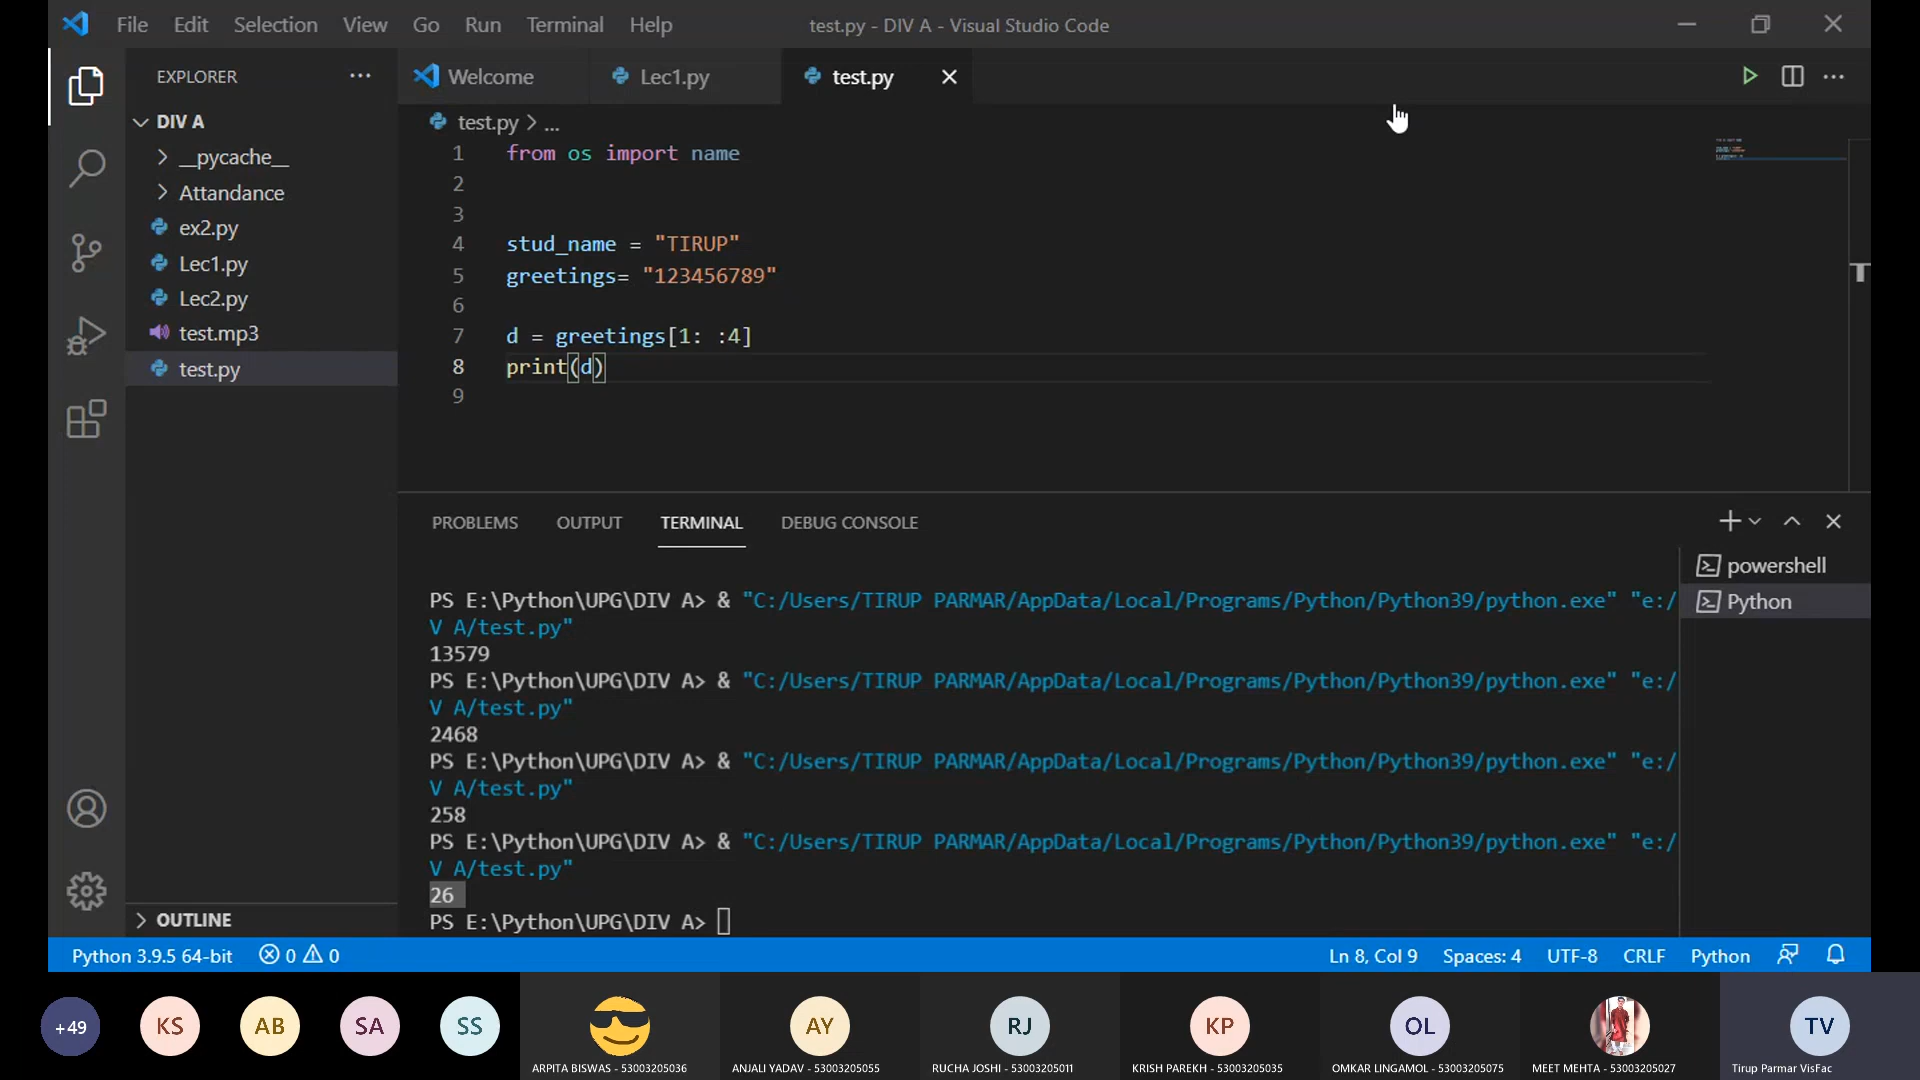 File Edit Selection View Go Run Terminal Help
test.py - DIV A - Visual Studio Code
EXPLORER
Welcome
Lec1.py
test.py
DIV A
__pycache__
Attandance
ex2.py
Lec1.py
Lec2.py
test.mp3
test.py
OUTLINE
test.py > ...
1 from os import name
2
3
4 stud_name = "TIRUP"
5 greetings= "123456789"
6
7 d = greetings[1: :4]
8 print(d)
9
PROBLEMS OUTPUT TERMINAL DEBUG CONSOLE
powershell
Python
PS E:\Python\UPG\DIV A> & "C:/Users/TIRUP PARMAR/AppData/Local/Programs/Python/Python39/python.exe" "e:/
V A/test.py"
13579
PS E:\Python\UPG\DIV A> & "C:/Users/TIRUP PARMAR/AppData/Local/Programs/Python/Python39/python.exe" "e:/
V A/test.py"
2468
PS E:\Python\UPG\DIV A> & "C:/Users/TIRUP PARMAR/AppData/Local/Programs/Python/Python39/python.exe" "e:/
V A/test.py"
258
PS E:\Python\UPG\DIV A> & "C:/Users/TIRUP PARMAR/AppData/Local/Programs/Python/Python39/python.exe" "e:/
V A/test.py"
26
PS E:\Python\UPG\DIV A>
Python 3.9.5 64-bit 0 0 Ln 8, Col 9 Spaces: 4 UTF-8 CRLF Python
+49 KS AB SA SS AY RJ KP OL TV
ARPITA BISWAS - 53003205036
ANJALI YADAV - 53003205055
RUCHA JOSHI - 53003205011
KRISH PAREKH - 53003205035
OMKAR LINGAMOL - 53003205075
MEET MEHTA - 53003205027
Tirup Parmar VisFac